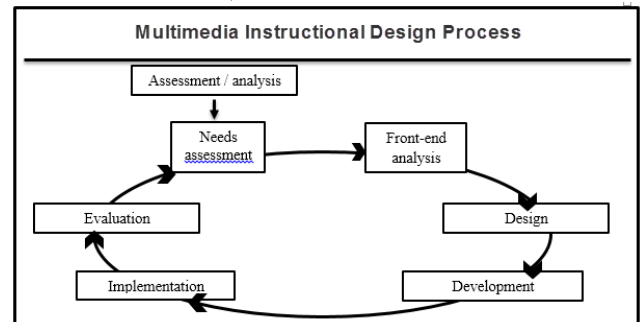 Multimedia Instructional Design Process
Assessment / analysis
Needs
assessment
Front-end
analysis
Evaluation
Design
Implementation
Development